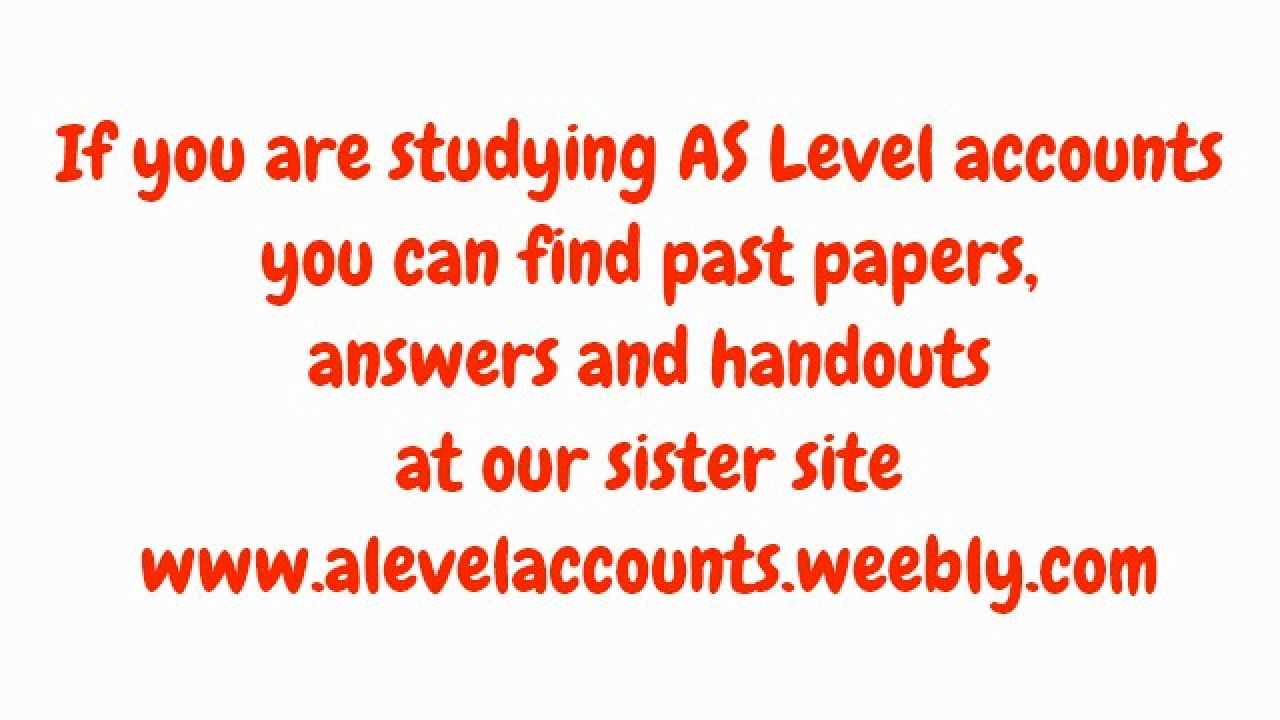 If you are studying AS Level accounts
you can find past papers,
answers and handouts
at our sister site
www.alevelaccounts.weebly.com